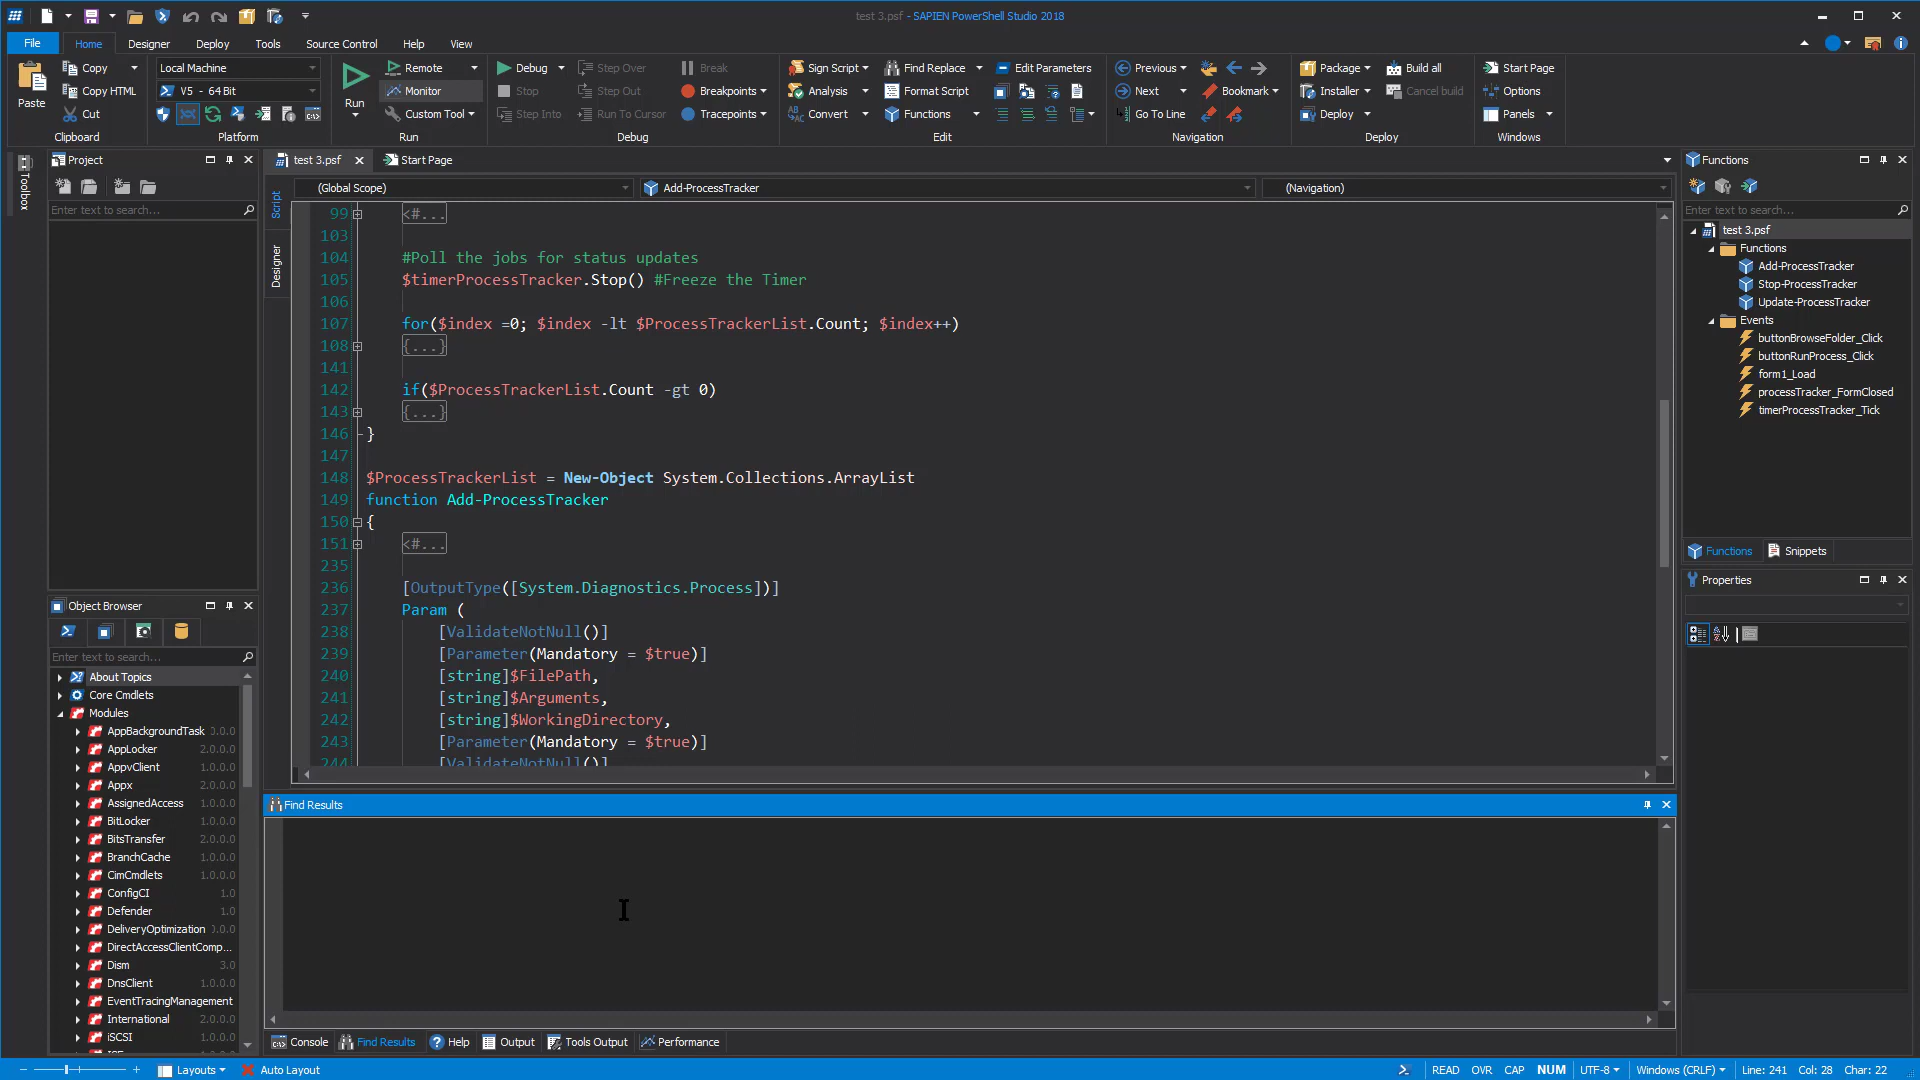 test 3.psf - SAPIEN PowerShell Studio 2018
File
Home
Designer
Deploy
Tools
Source Control
Help
View
Paste
Copy
Copy HTML
Cut
Clipboard
Local Machine
V5 - 64 Bit
Platform
Run
Remote
Monitor
Custom Tool
Run
Debug
Stop
Step Into
Step Over
Step Out
Run To Cursor
Break
Breakpoints
Tracepoints
Debug
Sign Script
Analysis
Convert
Find Replace
Format Script
Functions
Edit Parameters
Edit
Previous
Next
Go To Line
Bookmark
Navigation
Package
Installer
Deploy
Build all
Cancel build
Deploy
Start Page
Options
Panels
Windows
Toolbox
Project
Enter text to search...
Object Browser
Enter text to search...
About Topics
Core Cmdlets
Modules
AppBackgroundTask
AppLocker 2.0.0.0
AppvClient 1.0.0.0
Appx 2.0.0.0
AssignedAccess 1.0.0.0
BitLocker 1.0.0.0
BitsTransfer 2.0.0.0
BranchCache 1.0.0.0
CimCmdlets 1.0.0.0
ConfigCI 1.0
Defender 1.0
DeliveryOptimization
DirectAccessClientComp...
Dism 3.0
DnsClient 1.0.0.0
EventTracingManagement
International 2.0.0.0
iSCSI 1.0.0.0
test 3.psf
Start Page
Script
Designer
(Global Scope)
Add-ProcessTracker
(Navigation)
99 <#...
103
104 #Poll the jobs for status updates
105 $timerProcessTracker.Stop() #Freeze the Timer
106
107 for($index =0; $index -lt $ProcessTrackerList.Count; $index++)
108 {...}
141
142 if($ProcessTrackerList.Count -gt 0)
143 {...}
146 }
147
148 $ProcessTrackerList = New-Object System.Collections.ArrayList
149 function Add-ProcessTracker
150 {
151 <#...
235
236 [OutputType([System.Diagnostics.Process])]
237 Param (
238 [ValidateNotNull()]
239 [Parameter(Mandatory = $true)]
240 [string]$FilePath,
241 [string]$Arguments,
242 [string]$WorkingDirectory,
243 [Parameter(Mandatory = $true)]
244 [ValidateNotNull()]
Find Results
Console
Find Results
Help
Output
Tools Output
Performance
Functions
Enter text to search...
test 3.psf
Functions
Add-ProcessTracker
Stop-ProcessTracker
Update-ProcessTracker
Events
buttonBrowseFolder_Click
buttonRunProcess_Click
form1_Load
processTracker_FormClosed
timerProcessTracker_Tick
Functions
Snippets
Properties
Layouts
Auto Layout
READ
OVR
CAP
NUM
UTF-8
Windows (CRLF)
Line: 241
Col: 28
Char: 22